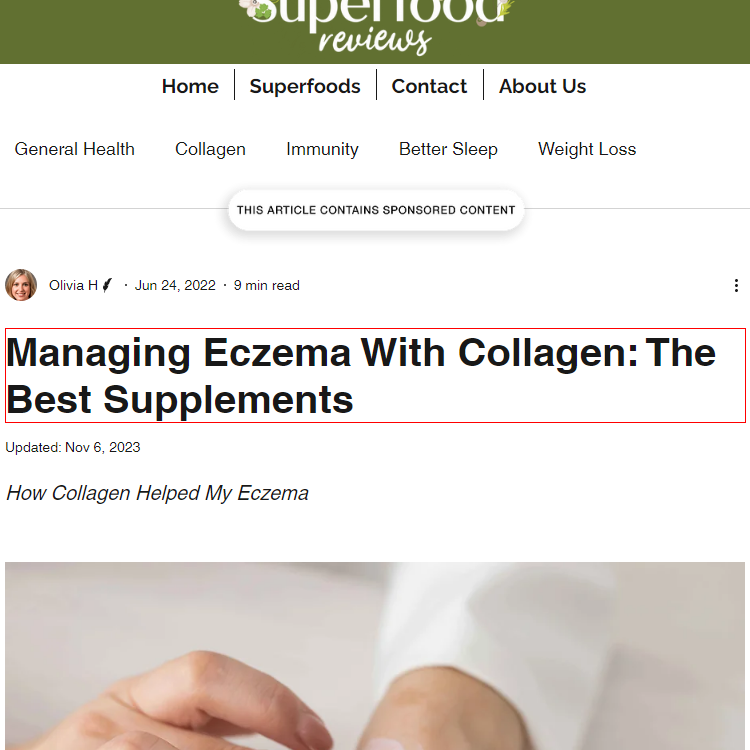 Superfood
reviews
Home
Superfoods
Contact
About Us
General Health
Collagen
Immunity
Better Sleep
Weight Loss
THIS ARTICLE CONTAINS SPONSORED CONTENT
Olivia H · Jun 24, 2022 · 9 min read
Managing Eczema With Collagen: The
Best Supplements
Updated: Nov 6, 2023
How Collagen Helped My Eczema